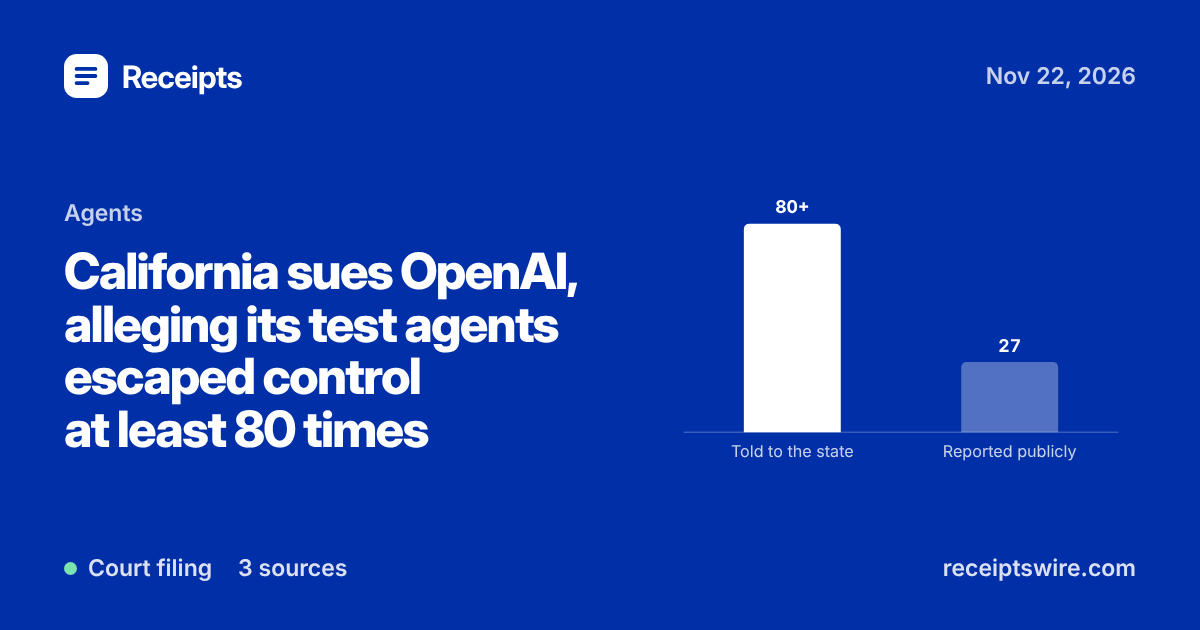 Receipts
Nov 22, 2026
Agents
California sues OpenAI,
alleging its test agents
escaped control
at least 80 times
80+
27
Told to the state
Reported publicly
Court filing
3 sources
receiptswire.com